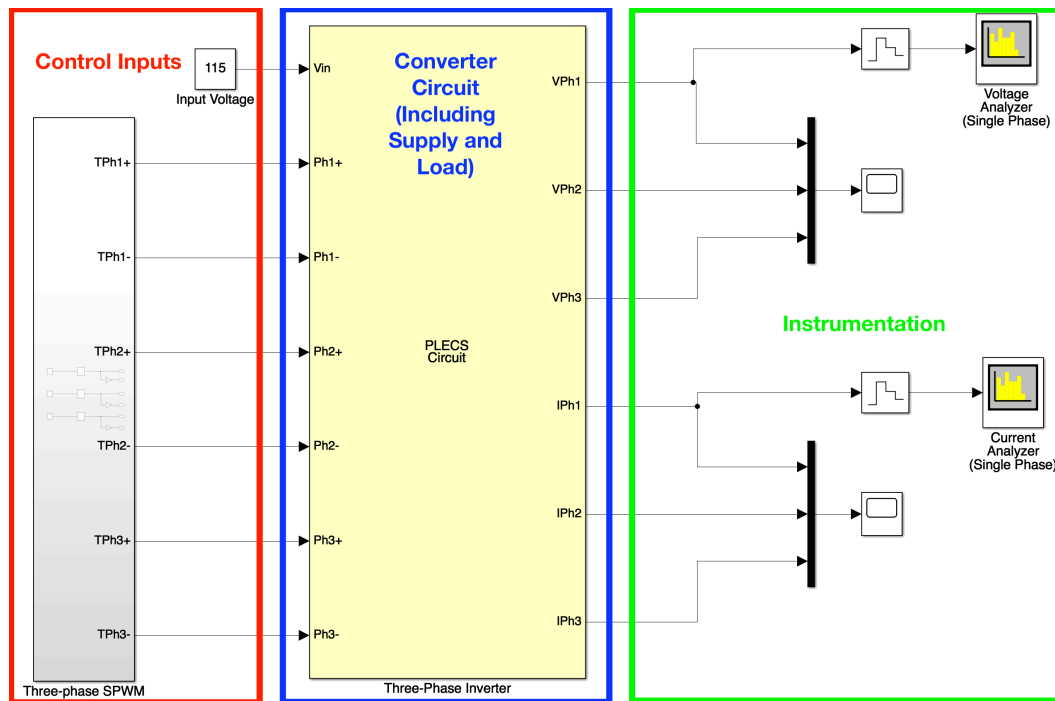 Control Inputs
115
Input Voltage
TPh1+
TPh1-
TPh2+
TPh2-
TPh3+
TPh3-
Three-phase SPWM
Converter
Circuit
(Including
Supply and
Load)
Vin
Ph1+
Ph1-
Ph2+
Ph2-
Ph3+
Ph3-
PLECS
Circuit
VPh1
VPh2
VPh3
IPh1
IPh2
IPh3
Three-Phase Inverter
Voltage
Analyzer
(Single Phase)
Instrumentation
Current
Analyzer
(Single Phase)